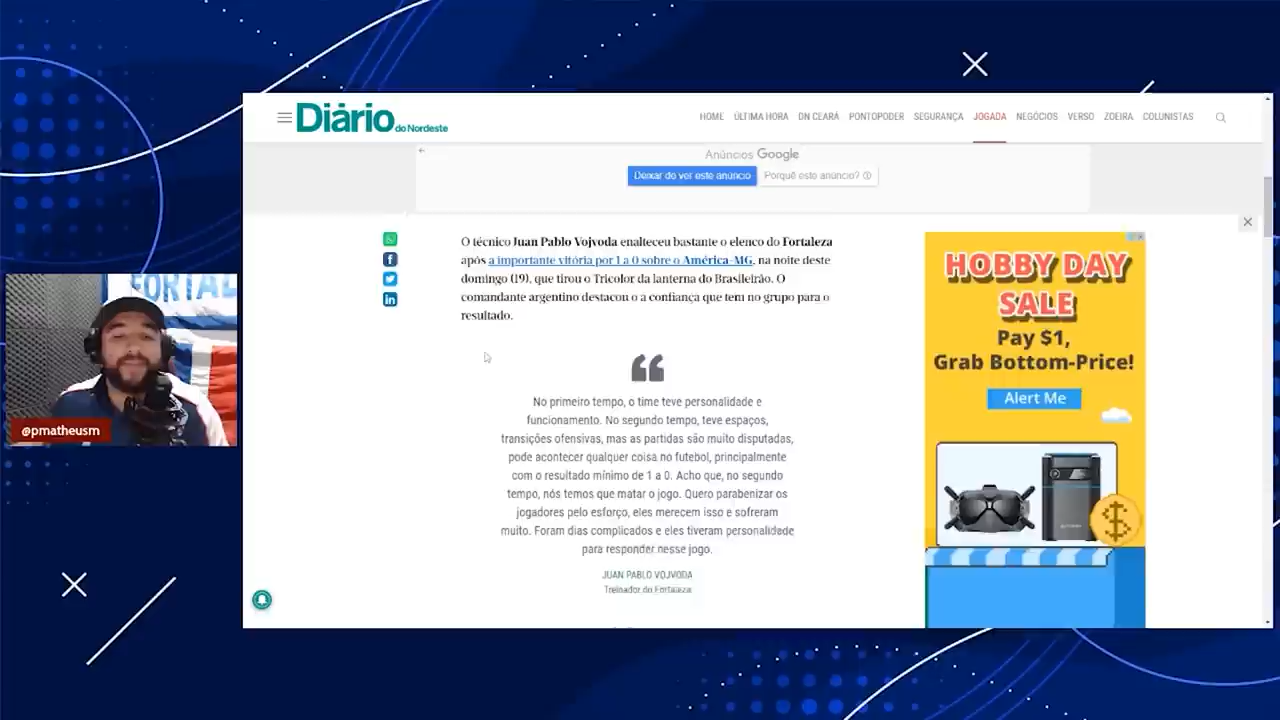 Diário do Nordeste
HOME ÚLTIMA HORA DN CEARÁ PONTOPODER SEGURANÇA JOGADA NEGÓCIOS VERSO ZOEIRA COLUNISTAS
Anúncios Google
Deixar de ver este anúncio Porquê este anúncio?
O técnico Juan Pablo Vojvoda enalteceu bastante o elenco do Fortaleza
após a importante vitória por 1 a 0 sobre o América-MG, na noite deste
domingo (19), que tirou o Tricolor da lanterna do Brasileirão. O
comandante argentino destacou o a confiança que tem no grupo para o
resultado.
No primeiro tempo, o time teve personalidade e
funcionamento. No segundo tempo, teve espaços,
transições ofensivas, mas as partidas são muito disputadas,
pode acontecer qualquer coisa no futebol, principalmente
com o resultado mínimo de 1 a 0. Acho que, no segundo
tempo, nós temos que matar o jogo. Quero parabenizar os
jogadores pelo esforço, eles merecem isso e sofreram
muito. Foram dias complicados e eles tiveram personalidade
para responder nesse jogo.
JUAN PABLO VOJVODA
Treinador do Fortaleza
HOBBY DAY
SALE
Pay $1,
Grab Bottom-Price!
Alert Me
FORTAL
@pmatheusm